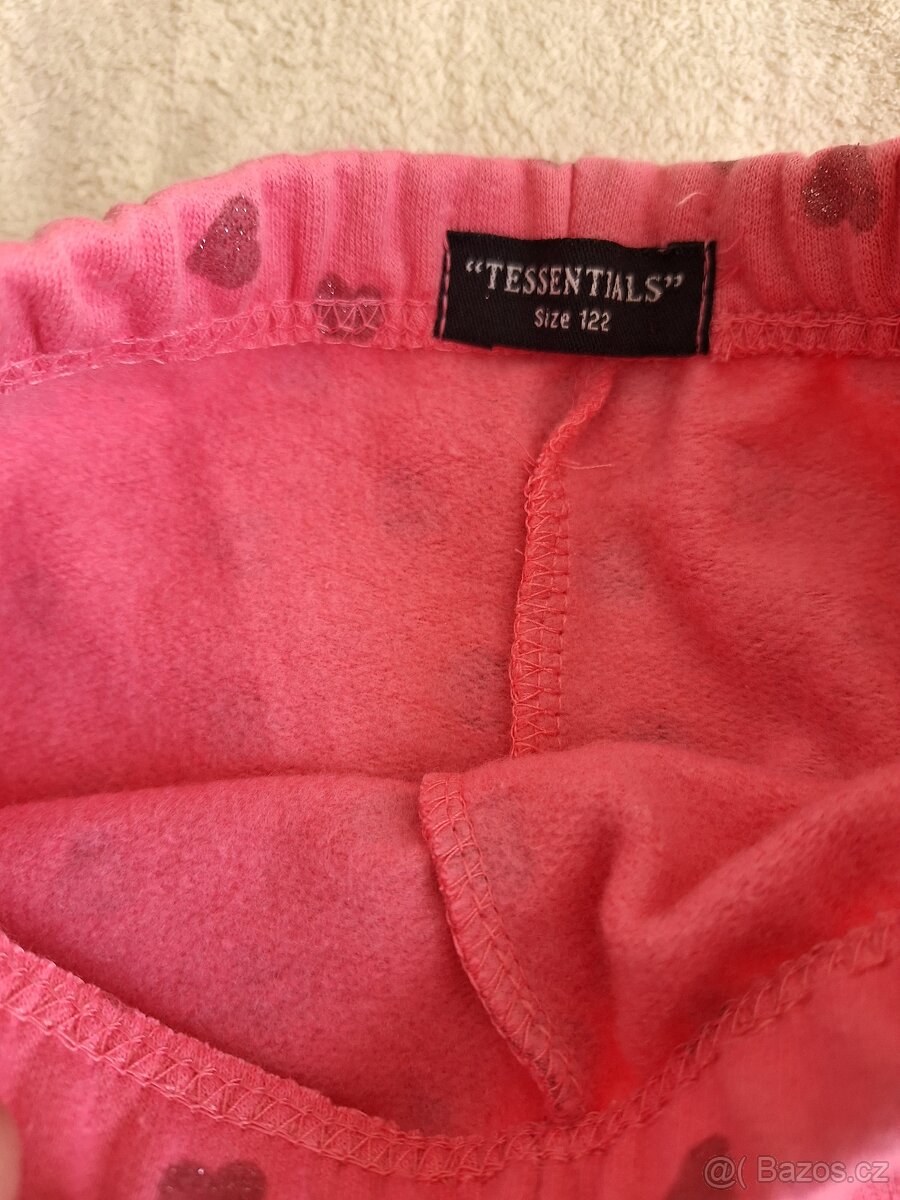 “TESSENTIALS”
Size 122
@( Bazos.cz